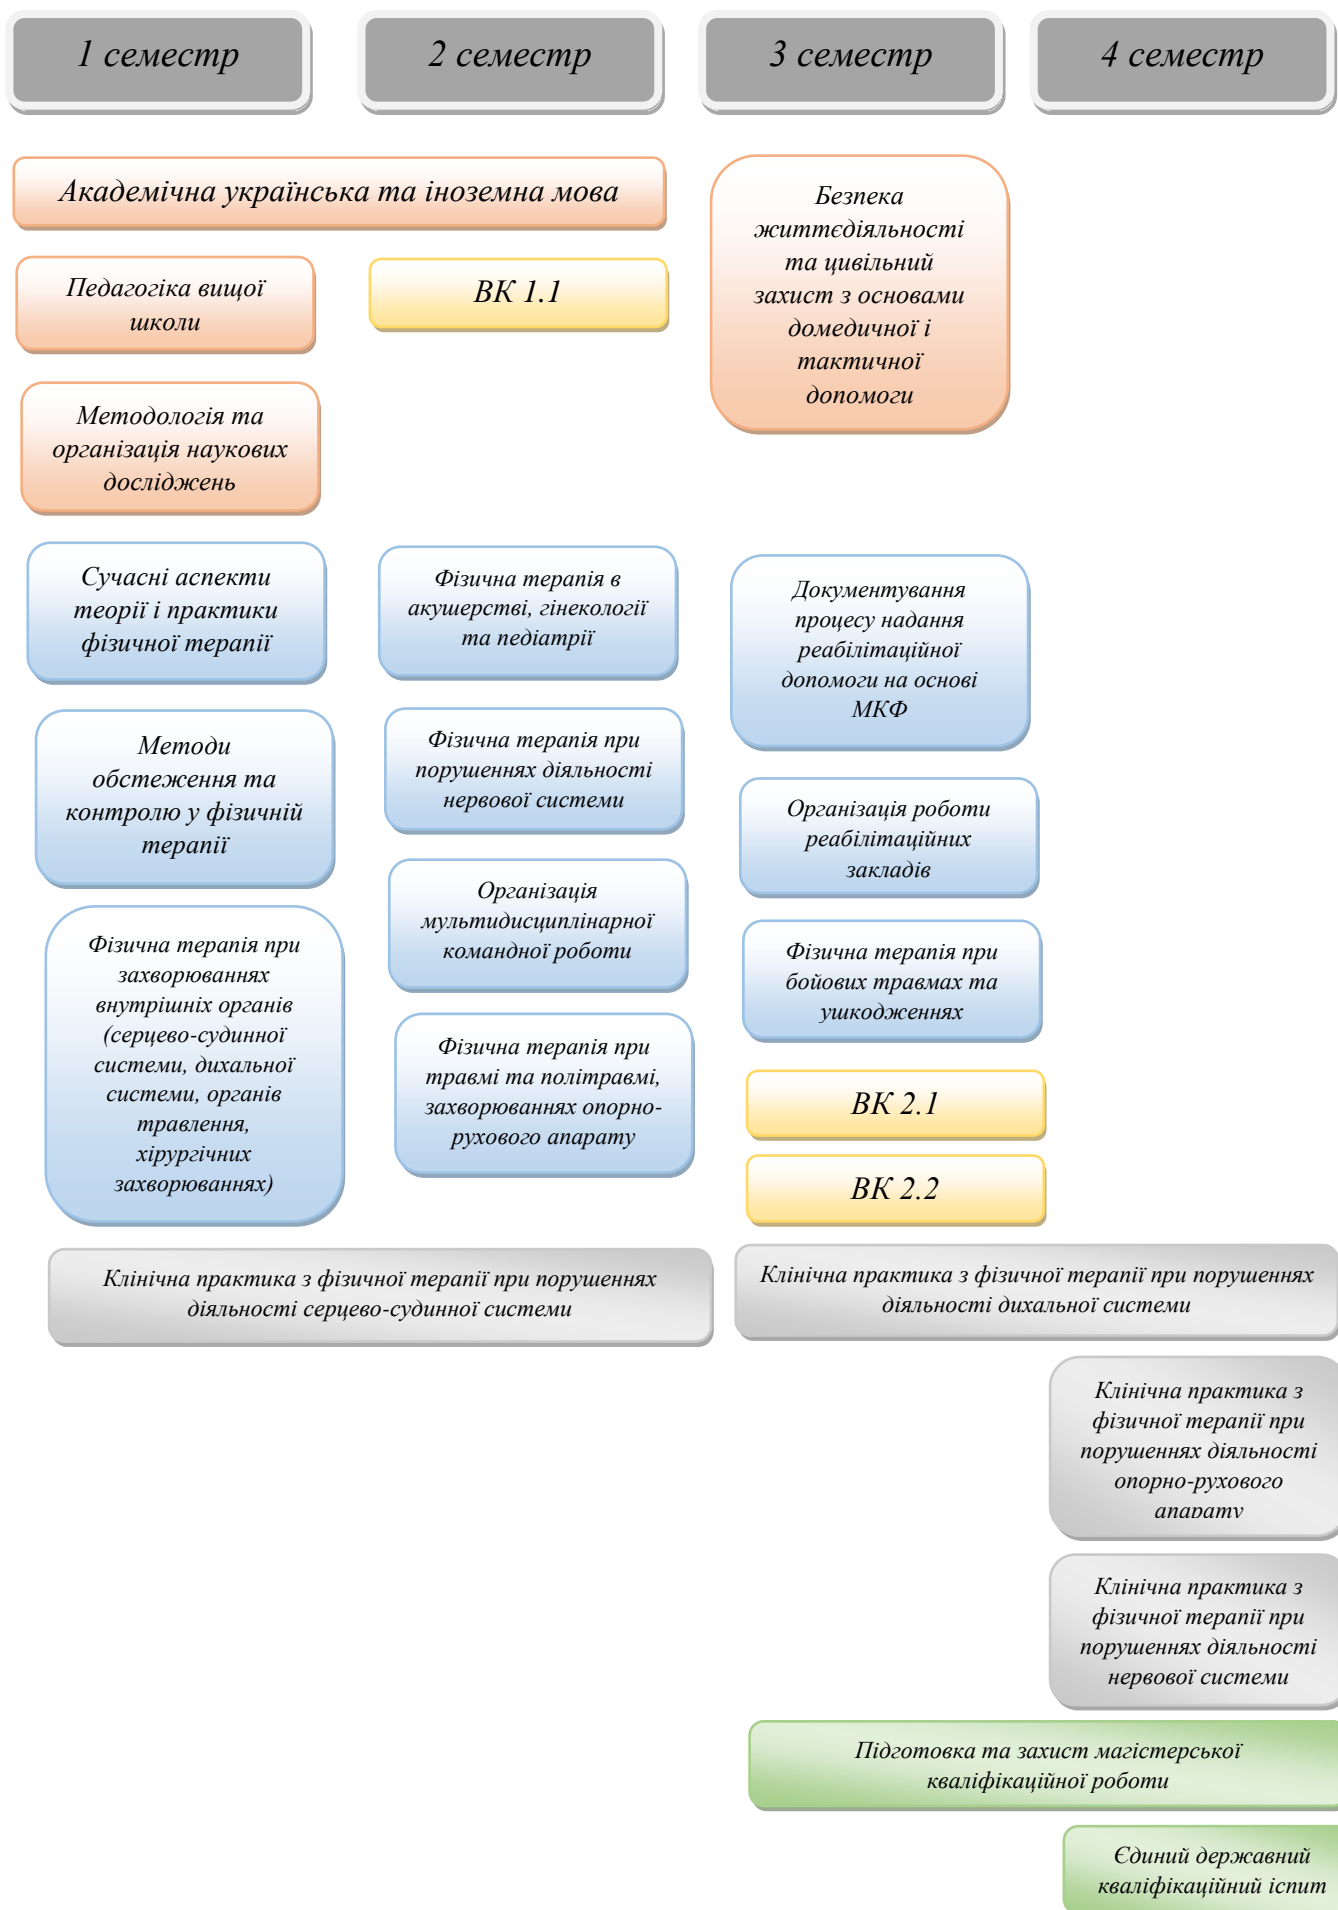 1 семестр
2 семестр
3 семестр
4 семестр
Академічна українська та іноземна мова
Безпека
життєдіяльності
та цивільний
захист з основами
домедичної і
тактичної
допомоги
Педагогіка вищої
школи
ВК 1.1
Методологія та
організація наукових
досліджень
Сучасні аспекти
теорії і практики
фізичної терапії
Фізична терапія в
акушерстві, гінекології
та педіатрії
Документування
процесу надання
реабілітаційної
допомоги на основі
МКФ
Методи
обстеження та
контролю у фізичній
терапії
Фізична терапія при
порушеннях діяльності
нервової системи
Організація роботи
реабілітаційних
закладів
Фізична терапія при
захворюваннях
внутрішніх органів
(серцево-судинної
системи, дихальної
системи, органів
травлення,
хірургічних
захворюваннях)
Організація
мультидисциплінарної
командної роботи
Фізична терапія при
бойових травмах та
ушкодженнях
Фізична терапія при
травмі та політравмі,
захворюваннях опорно-
рухового апарату
ВК 2.1
ВК 2.2
Клінічна практика з фізичної терапії при порушеннях
діяльності серцево-судинної системи
Клінічна практика з фізичної терапії при порушеннях
діяльності дихальної системи
Клінічна практика з
фізичної терапії при
порушеннях діяльності
опорно-рухового
апарату
Клінічна практика з
фізичної терапії при
порушеннях діяльності
нервової системи
Підготовка та захист магістерської
кваліфікаційної роботи
Єдиний державний
кваліфікаційний іспит